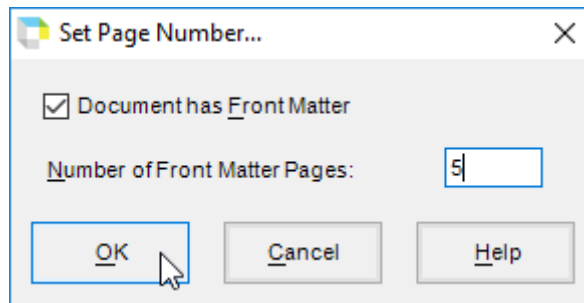 Set Page Number...
Document has Front Matter
Number of Front Matter Pages: 5
OK Cancel Help